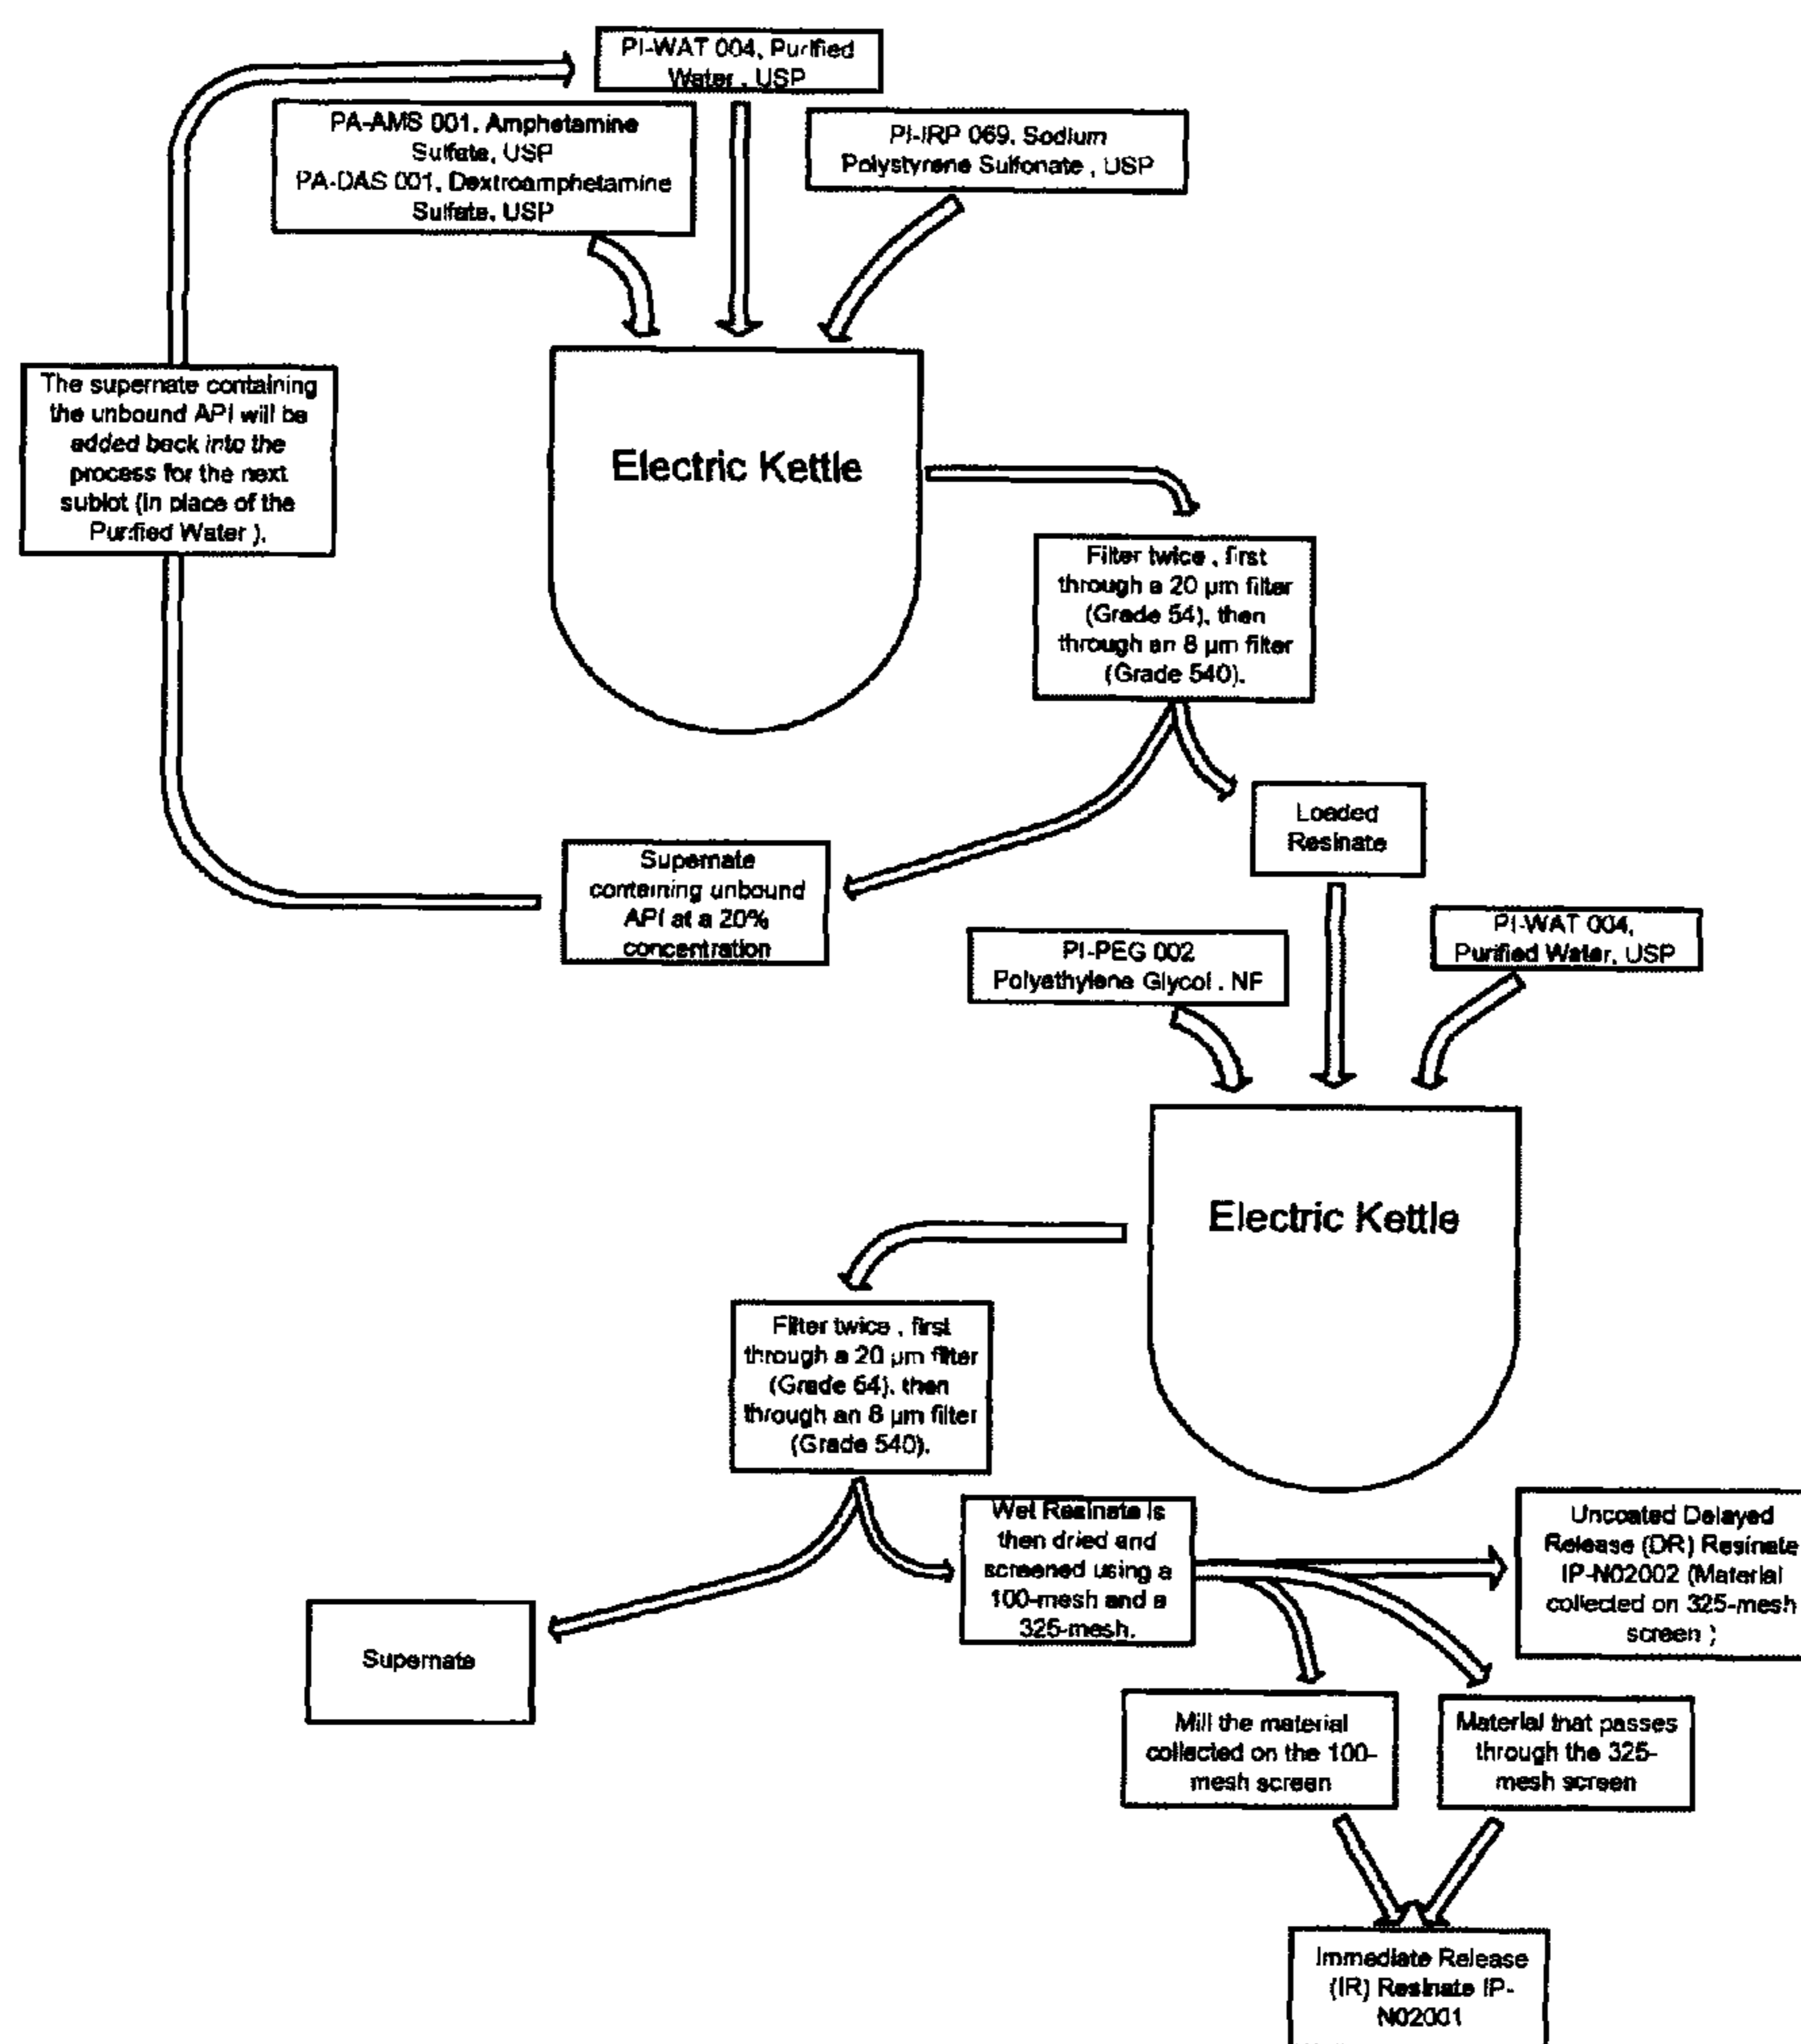 PI-WAT 004, Purified
Water , USP
PA-AMS 001, Amphetamine
Sulfate, USP
PA-DAS 001, Dextroamphetamine
Sulfate, USP
PI-IRP 069, Sodium
Polystyrene Sulfonate , USP
The supernate containing
the unbound API will be
added back into the
process for the next
sublot (in place of the
Purified Water ).
Electric Kettle
Filter twice , first
through a 20 µm filter
(Grade 54), then
through an 8 µm filter
(Grade 540).
Loaded
Resinate
Supernate
containing unbound
API at a 20%
concentration
PI-PEG 002
Polyethylene Glycol , NF
PI-WAT 004,
Purified Water, USP
Electric Kettle
Filter twice , first
through a 20 µm filter
(Grade 54), then
through an 8 µm filter
(Grade 540).
Wet Resinate is
then dried and
screened using a
100-mesh and a
325-mesh.
Uncoated Delayed
Release (DR) Resinate
IP-N02002 (Material
collected on 325-mesh
screen )
Supernate
Mill the material
collected on the 100-
mesh screen
Material that passes
through the 325-
mesh screen
Immediate Release
(IR) Resinate IP-
N02001